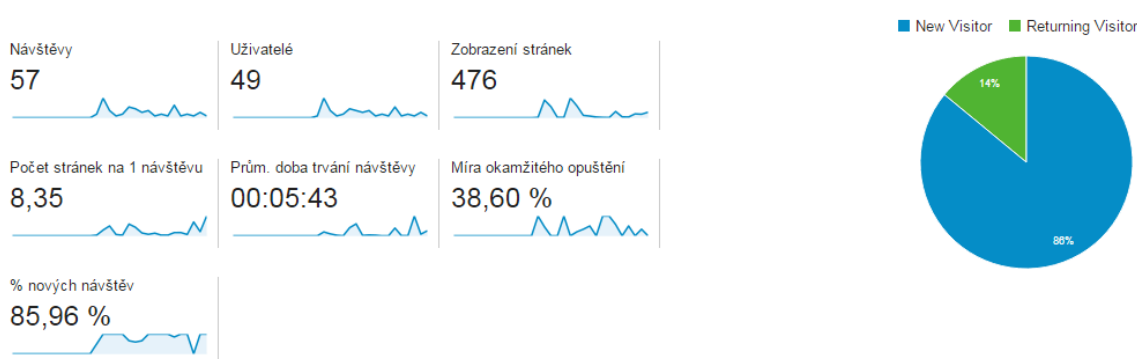 New Visitor
Returning Visitor
Návštěvy
57
Uživatelé
49
Zobrazení stránek
476
Počet stránek na 1 návštěvu
8,35
Prům. doba trvání návštěvy
00:05:43
Míra okamžitého opuštění
38,60 %
% nových návštěv
85,96 %
14%
86%